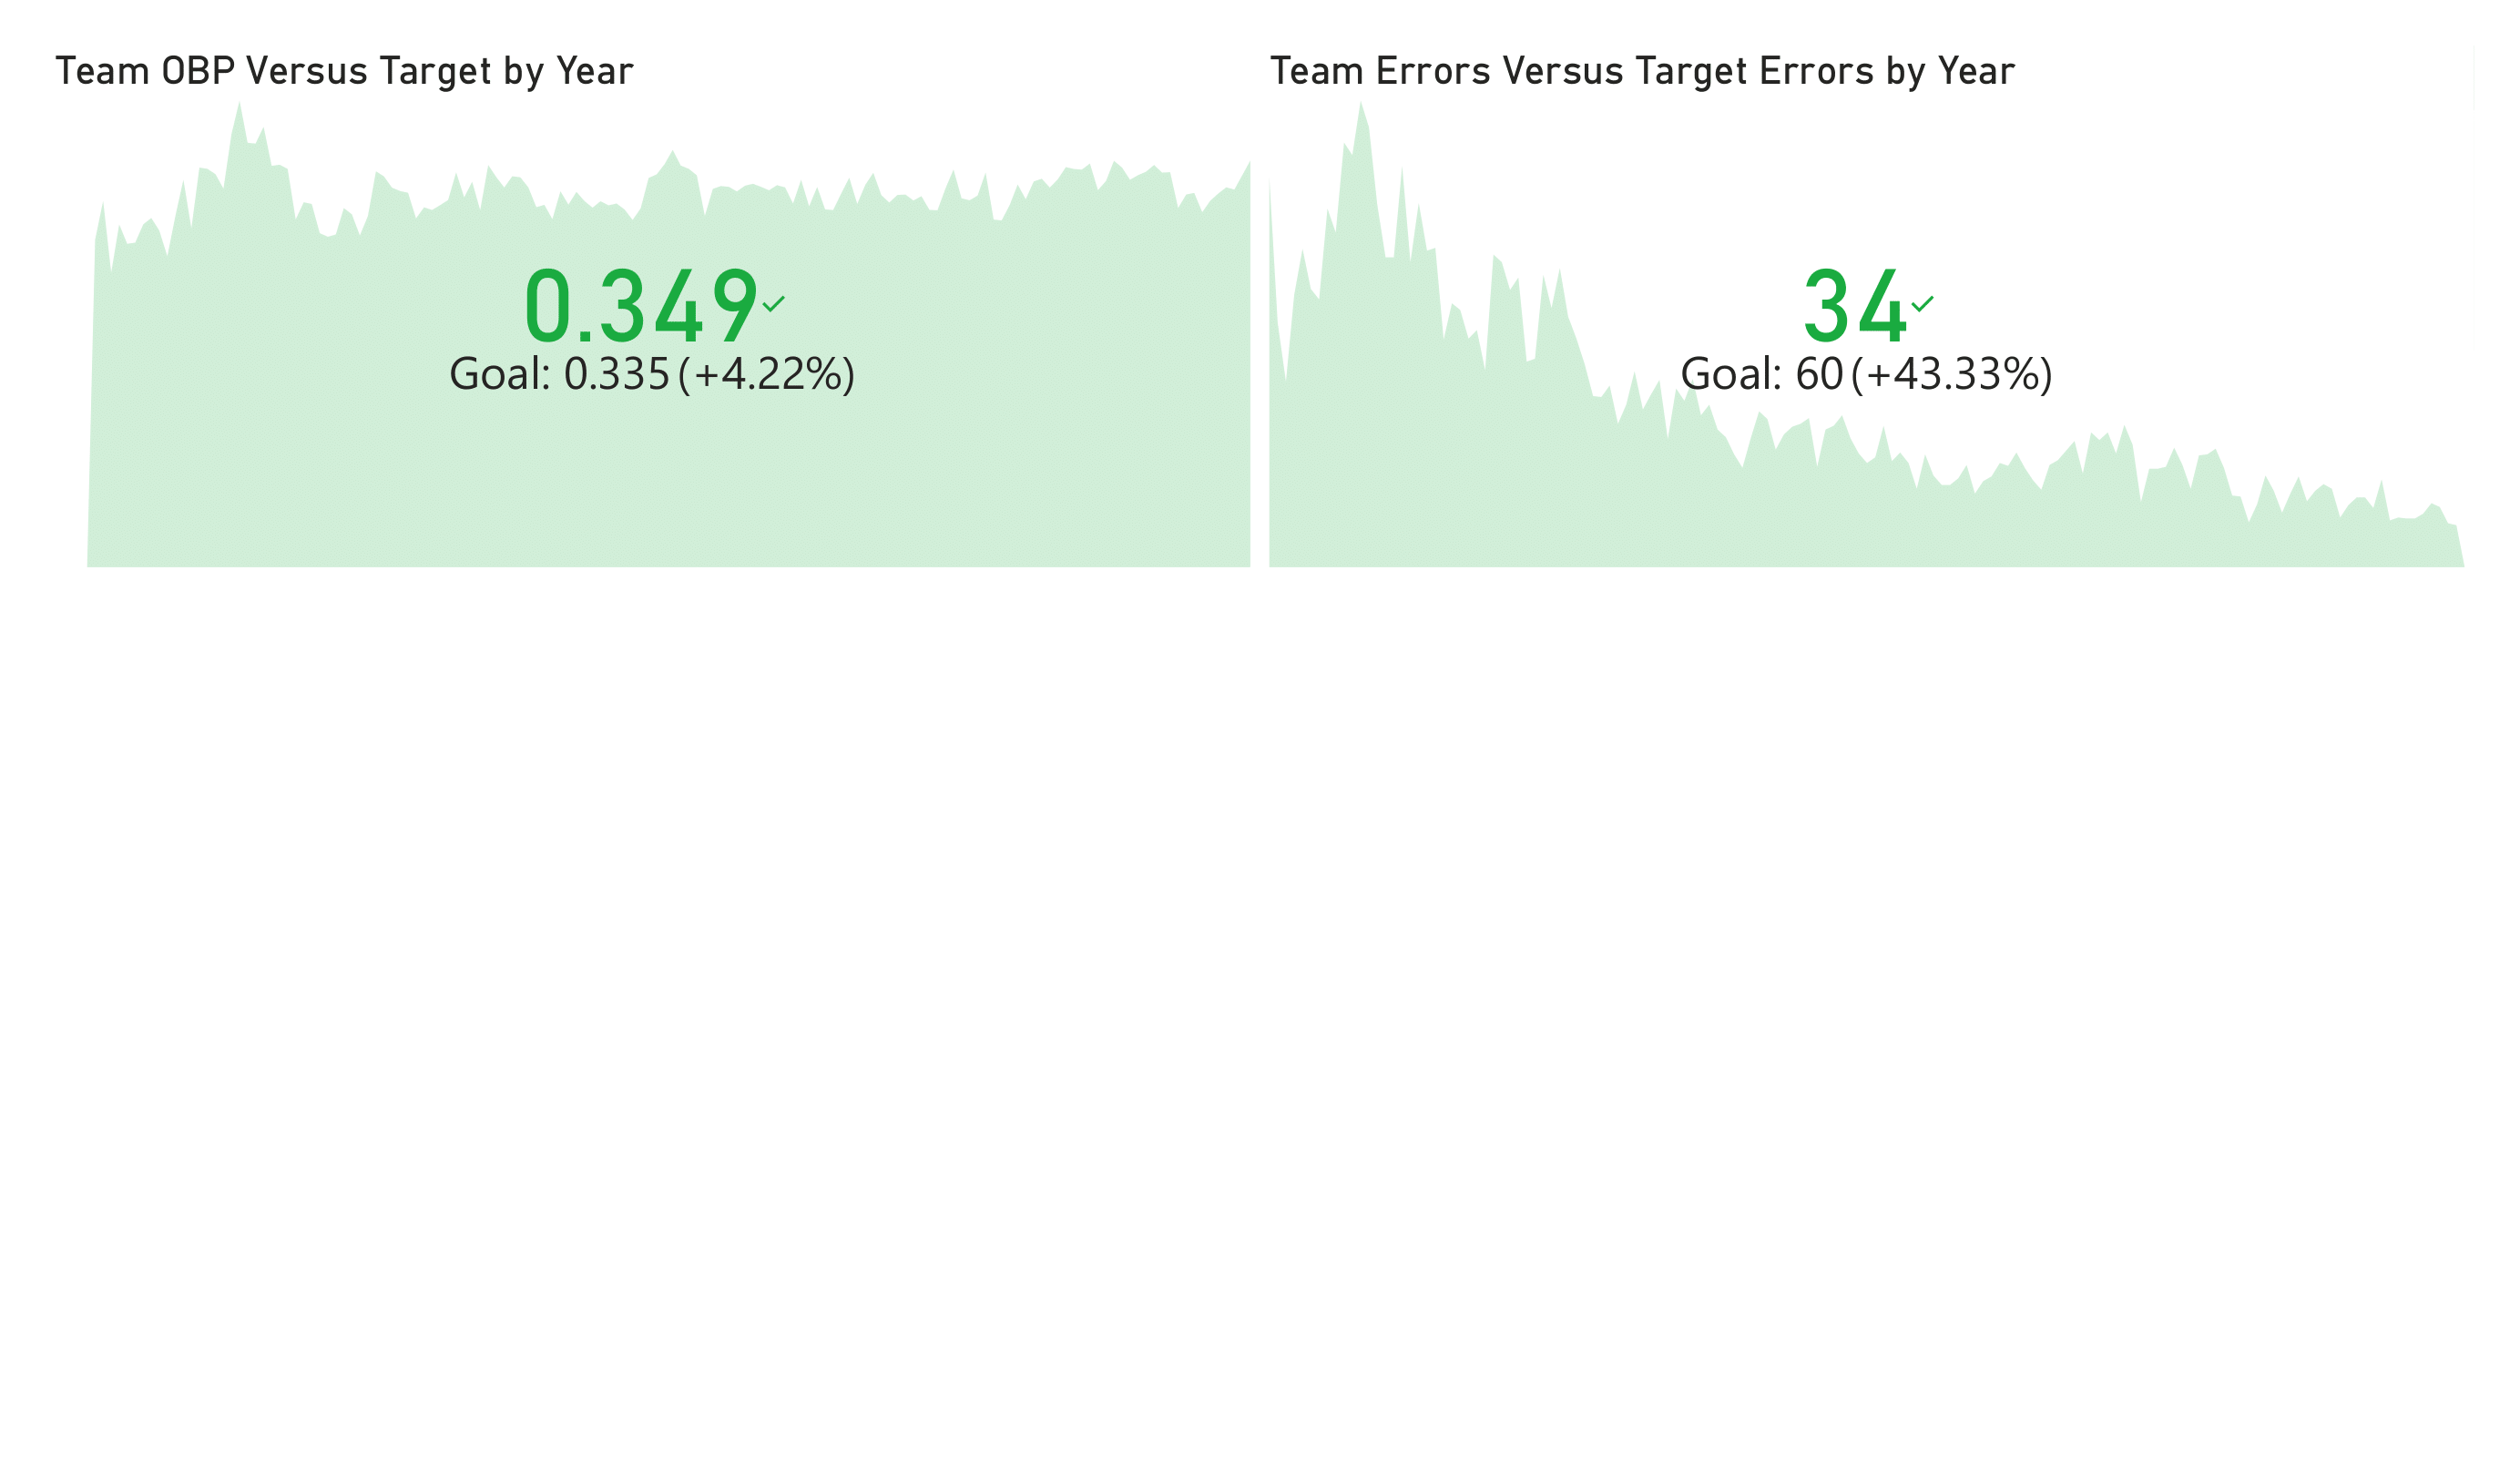 Team OBP Versus Target by Year
0.349
Goal: 0.335 (+4.22%)
Team Errors Versus Target Errors by Year
34
Goal: 60 (+43.33%)